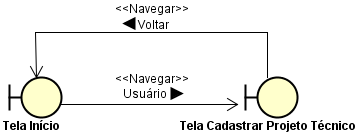 <<Navegar>>
Voltar
<<Navegar>>
Usuário
Tela Início
Tela Cadastrar Projeto Técnico